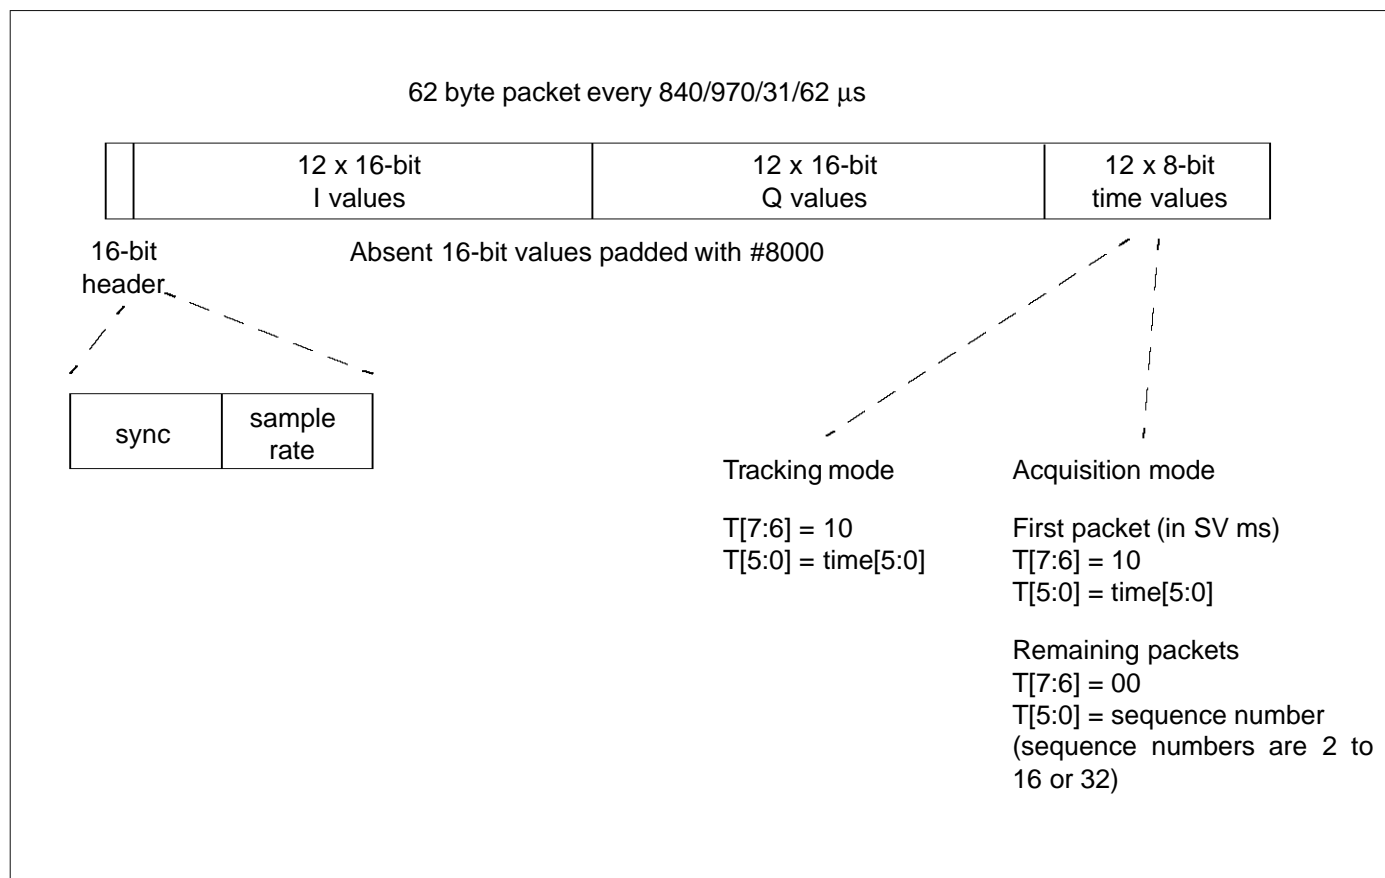 62 byte packet every 840/970/31/62 μs
12 x 16-bit
I values
12 x 16-bit
Q values
12 x 8-bit
time values
16-bit
header
Absent 16-bit values padded with #8000
sync
sample
rate
Tracking mode
T[7:6] = 10
T[5:0] = time[5:0]
Acquisition mode
First packet (in SV ms)
T[7:6] = 10
T[5:0] = time[5:0]
Remaining packets
T[7:6] = 00
T[5:0] = sequence number
(sequence numbers are 2 to
16 or 32)